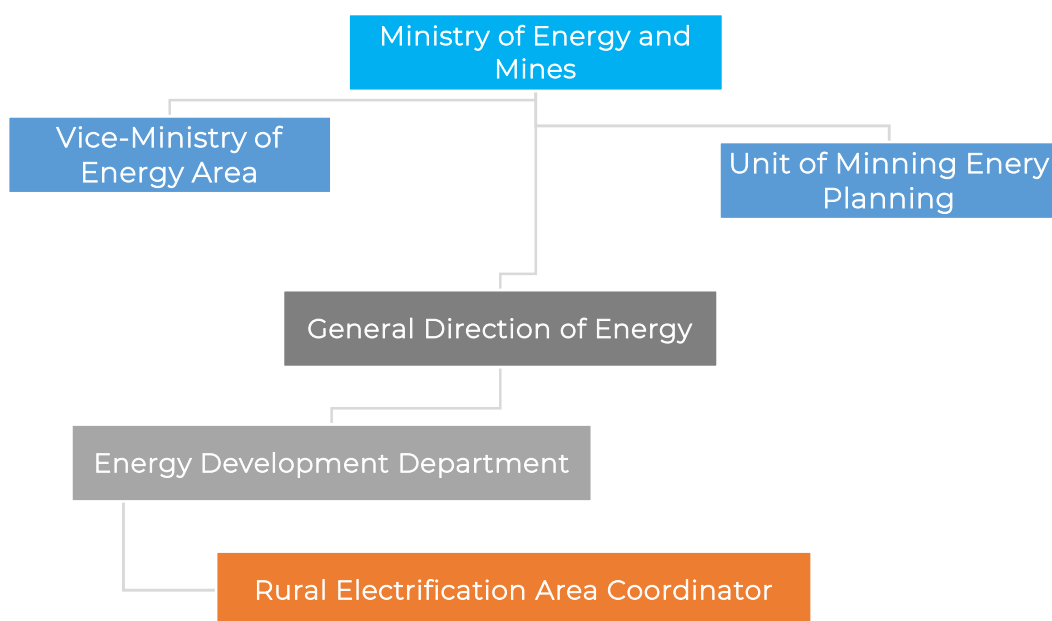 Ministry of Energy and
Mines
Vice-Ministry of
Energy Area
Unit of Minning Enery
Planning
General Direction of Energy
Energy Development Department
Rural Electrification Area Coordinator